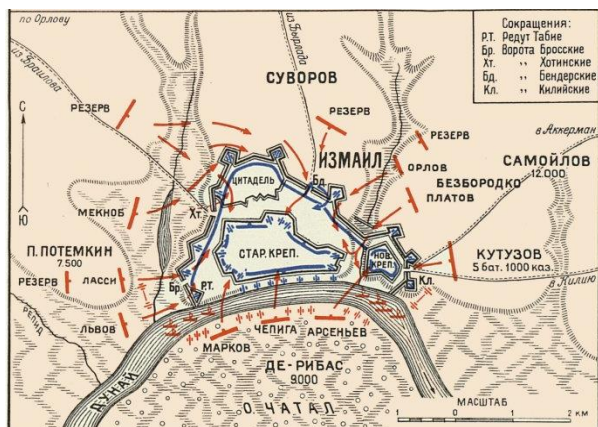 по Орлову
из Браилова
из Бырлада
Сокращения:
Р.Т. Редут Табие
Бр. Ворота Бросские
Хт. „ Хотинские
Бд. „ Бендерские
Кл. „ Килийские
СУВОРОВ
РЕЗЕРВ
РЕЗЕРВ
РЕЗЕРВ
С
Ю
ИЗМАИЛ
в Аккерман
САМОЙЛОВ
12.000
ОРЛОВ
БЕЗБОРОДКО
ПЛАТОВ
ЦИТАДЕЛЬ
Бд.
МЕКНОБ
Хт.
П. ПОТЕМКИН
7.500
СТАР. КРЕП.
НОВ. КРЕП.
КУТУЗОВ
5 бат. 1000 каз.
в Килию
РЕЗЕРВ
ЛАССИ
Бр.
Р.Т.
Кл.
РЕПИД
ЛЬВОВ
МАРКОВ
ЧЕПИГА
АРСЕНЬЕВ
ДЕ-РИБАС
9000
ДУНАЙ
О. ЧАТАЛ
МАСШТАБ
1 0 1 2 км